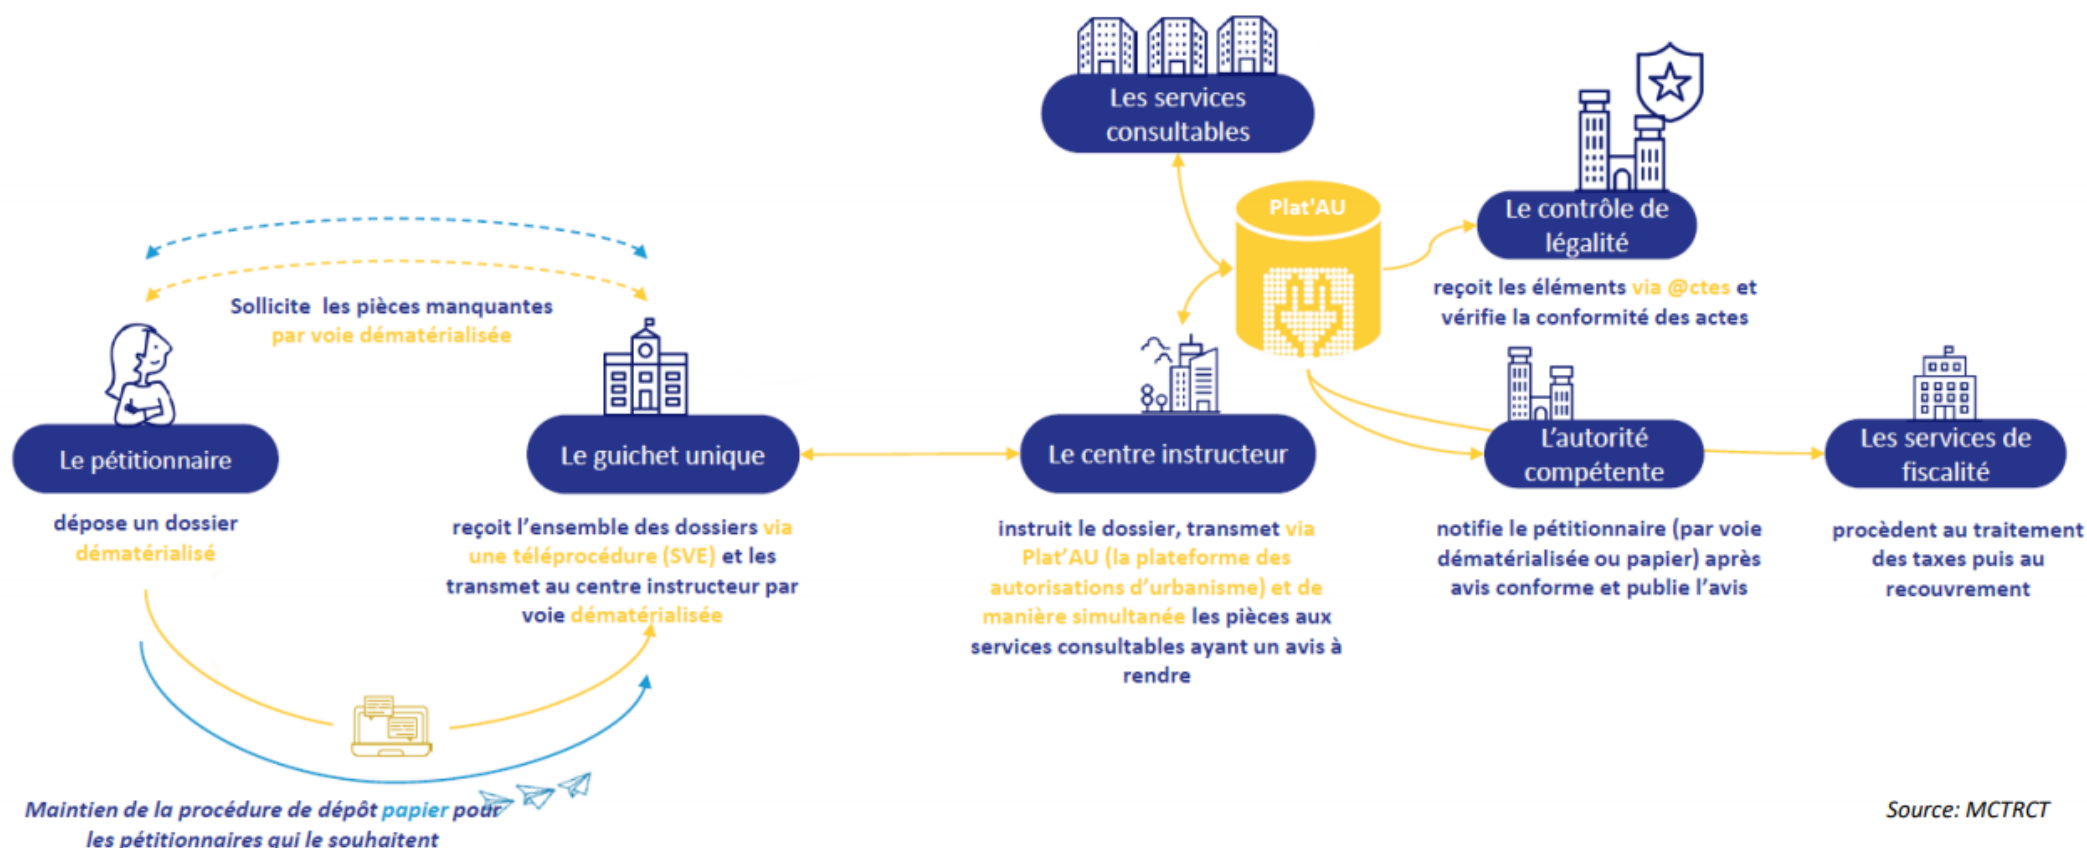 Les services
consultables
Plat'AU
Le contrôle de
légalité
reçoit les éléments via @ctes et
vérifie la conformité des actes
Sollicite les pièces manquantes
par voie dématérialisée
Le pétitionnaire
dépose un dossier
dématérialisé
Le guichet unique
reçoit l'ensemble des dossiers via
une téléprocédure (SVE) et les
transmet au centre instructeur par
voie dématérialisée
Le centre instructeur
instruit le dossier, transmet via
Plat'AU (la plateforme des
autorisations d'urbanisme) et de
manière simultanée les pièces aux
services consultables ayant un avis à
rendre
L'autorité
compétente
notifie le pétitionnaire (par voie
dématérialisée ou papier) après
avis conforme et publie l'avis
Les services de
fiscalité
procèdent au traitement
des taxes puis au
recouvrement
Maintien de la procédure de dépôt papier pour
les pétitionnaires qui le souhaitent
Source: MCTRCT